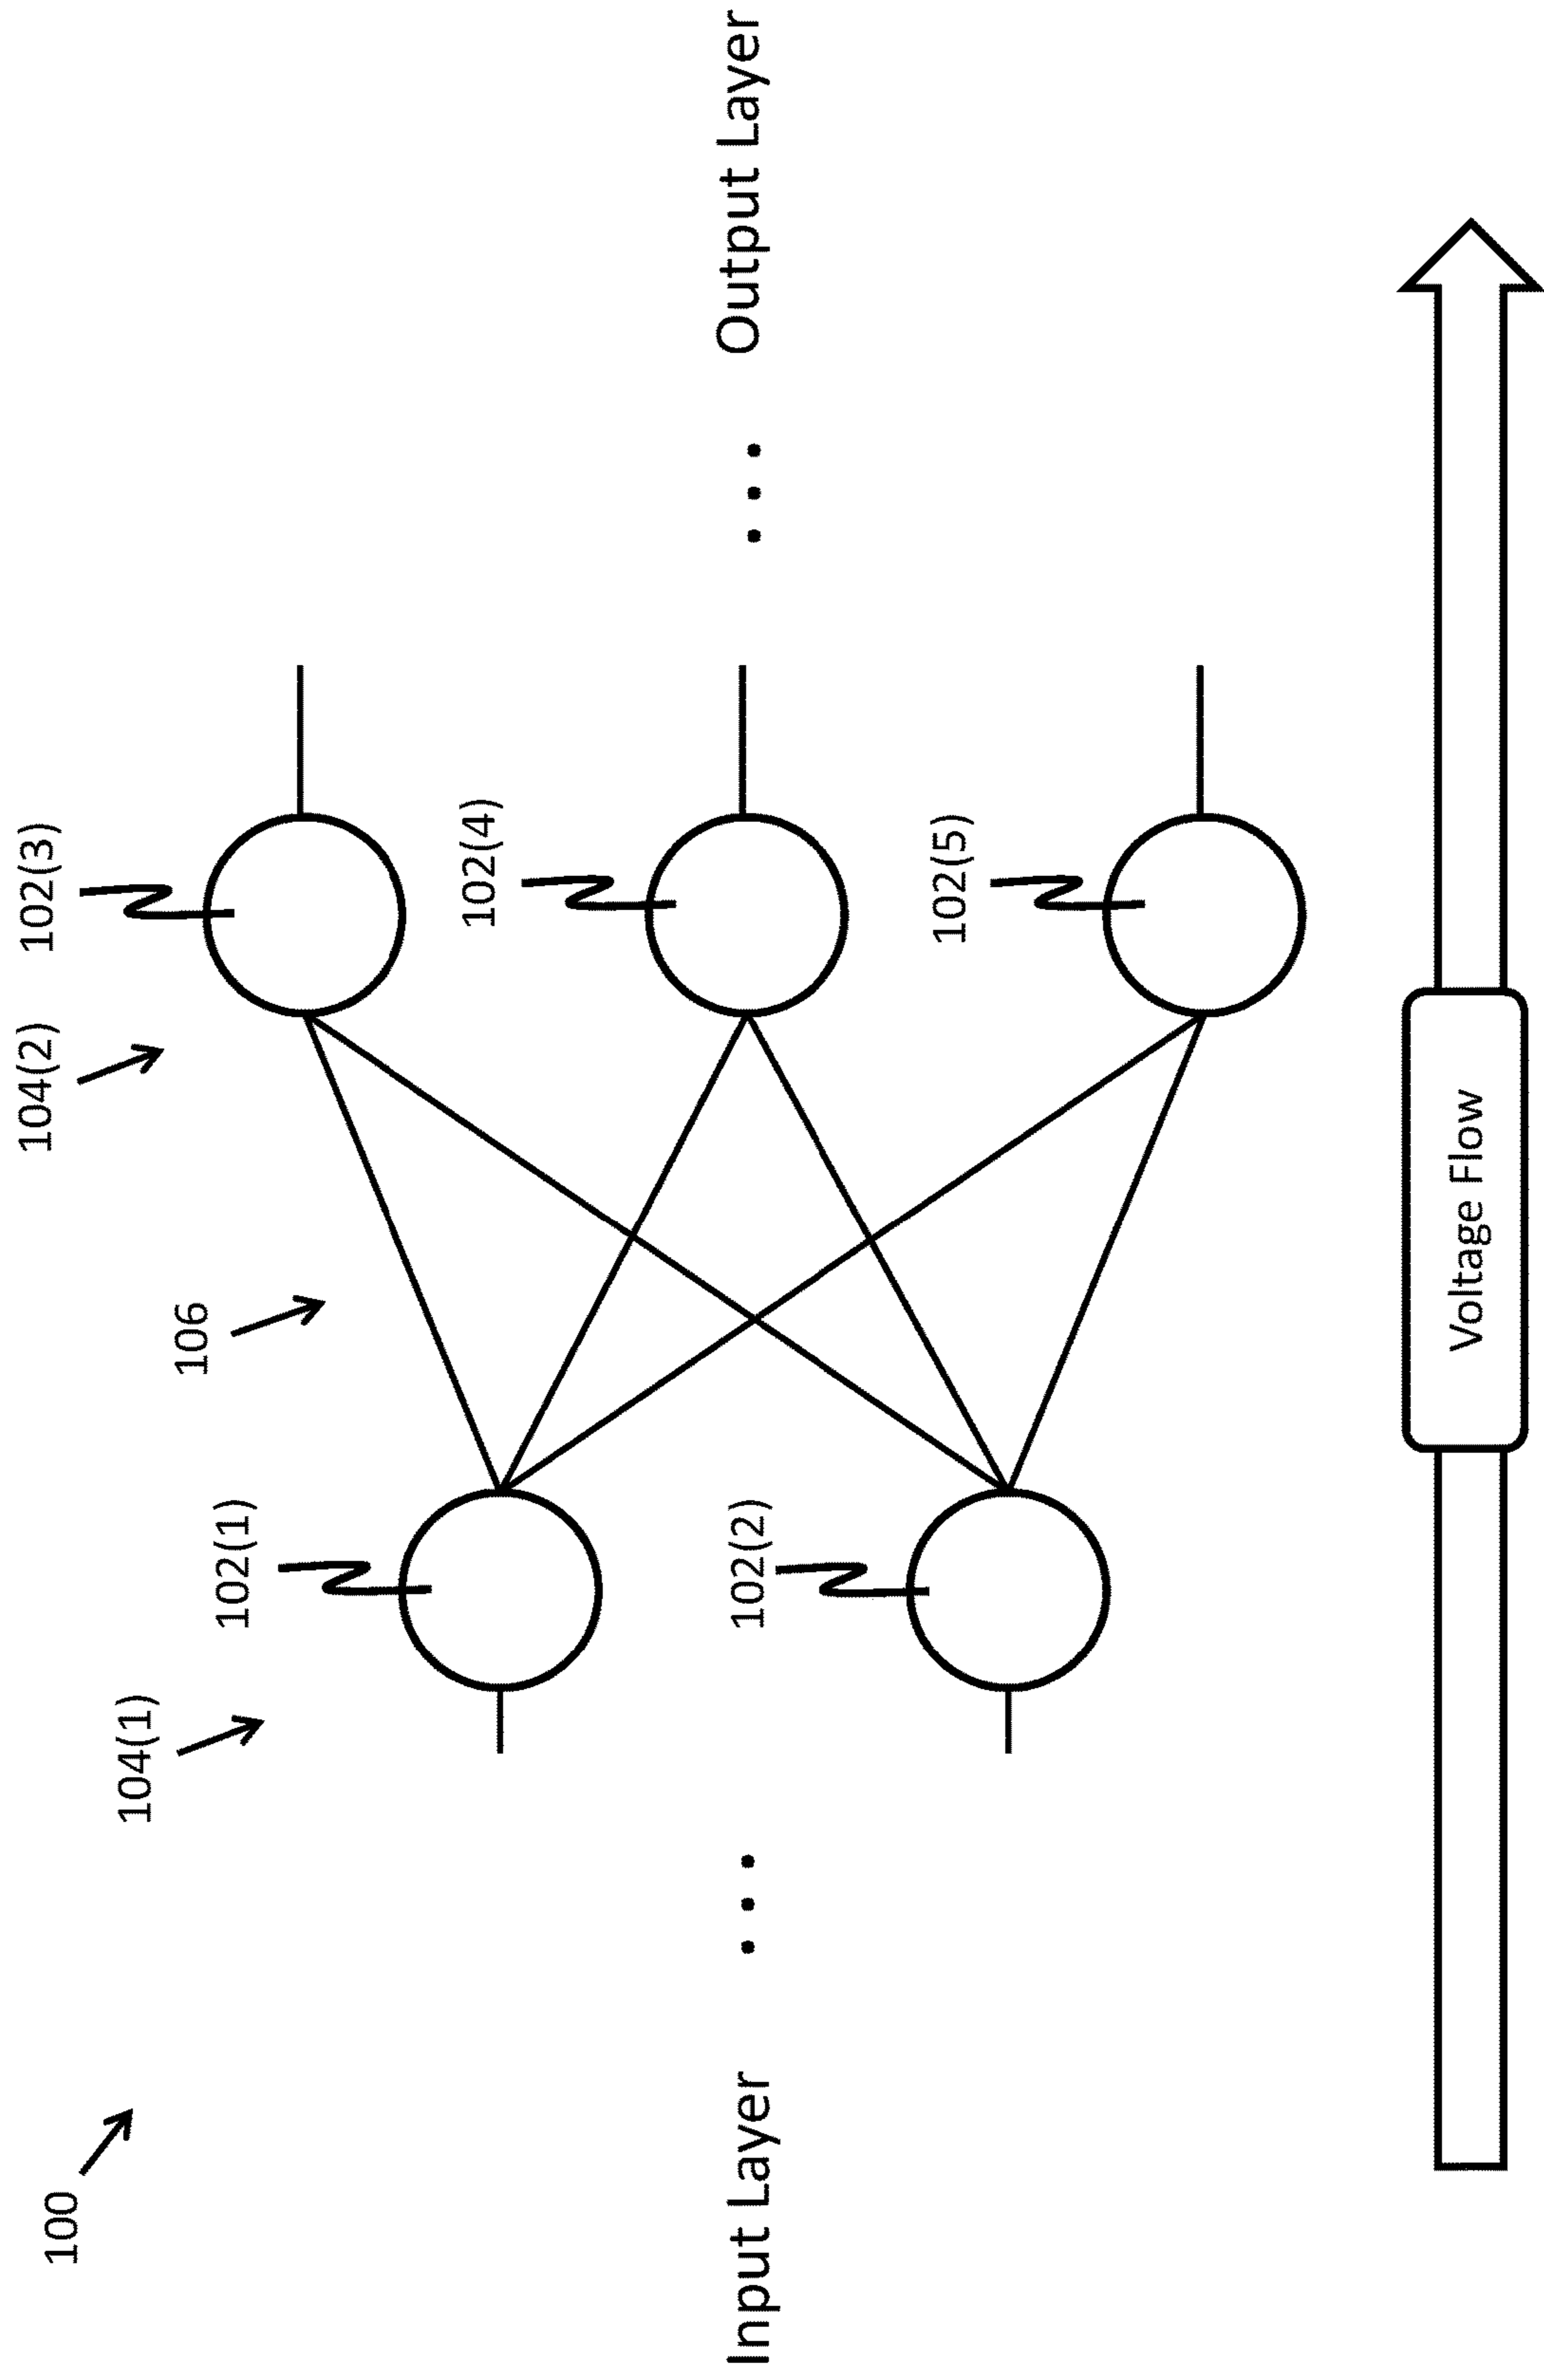 100
104(1)
104(2)
102(3)
106
102(1)
102(4)
102(2)
102(5)
Input Layer
. . .
. . .
Output Layer
Voltage Flow